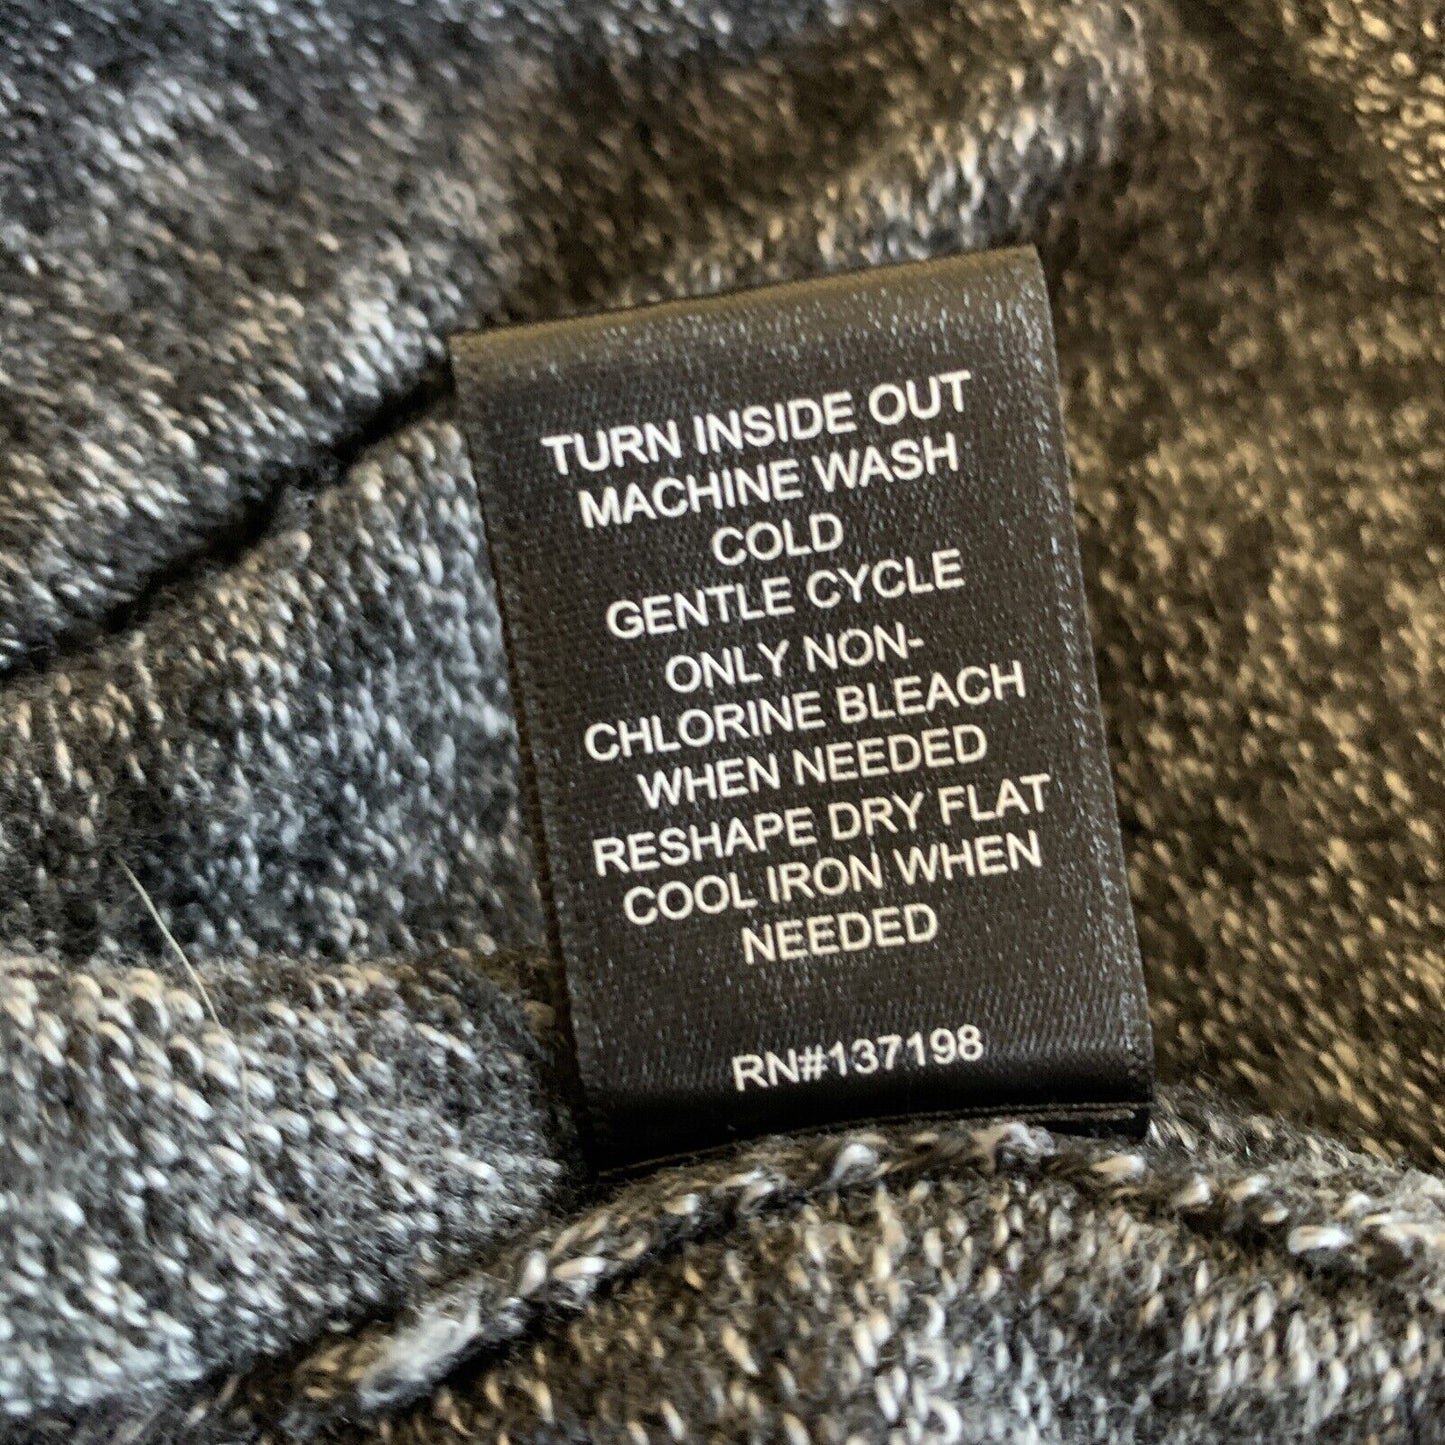 TURN INSIDE OUT
MACHINE WASH
COLD
GENTLE CYCLE
ONLY NON-
CHLORINE BLEACH
WHEN NEEDED
RESHAPE DRY FLAT
COOL IRON WHEN
NEEDED
RN#137198